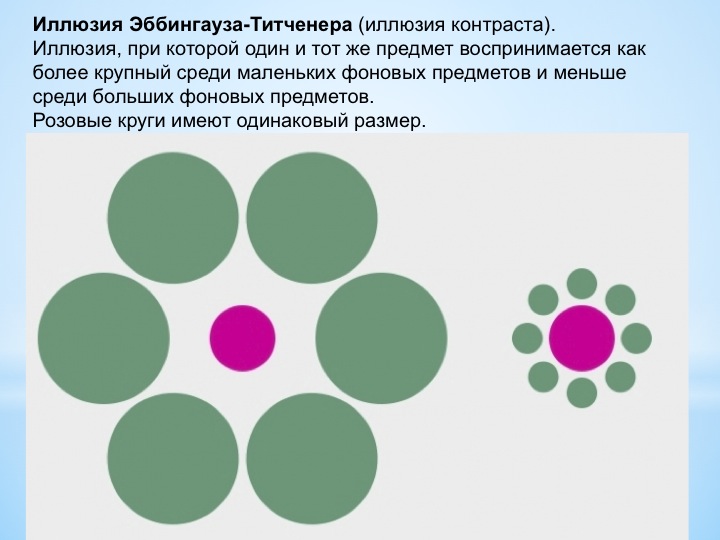 Иллюзия Эббингауза-Титченера (иллюзия контраста).
Иллюзия, при которой один и тот же предмет воспринимается как
более крупный среди маленьких фоновых предметов и меньше
среди больших фоновых предметов.
Розовые круги имеют одинаковый размер.